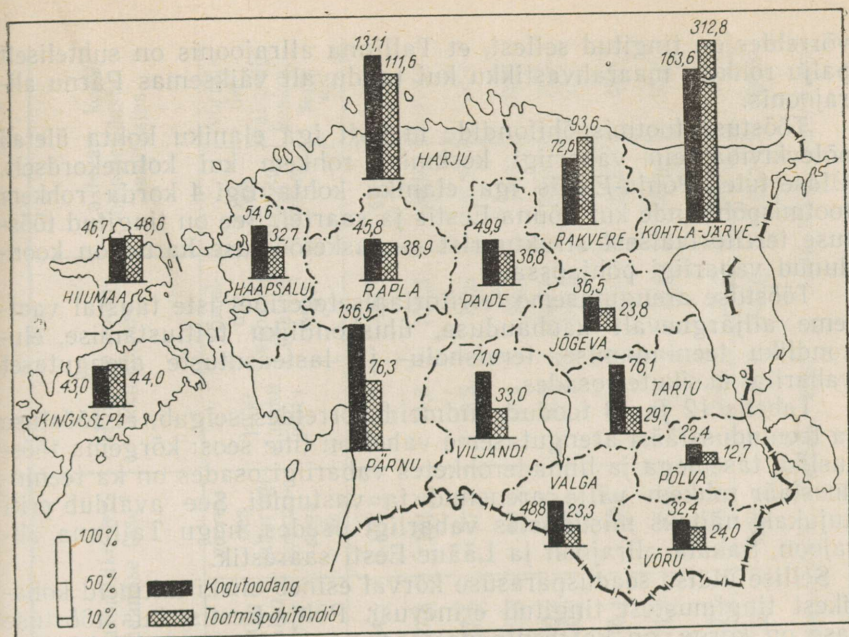 312,8
163,6
131,1
111,6
HARJU
93,6
72,6
RAKVERE
KOHTLA-JÄRVE
46,7
48,6
HIIUMAA
54,6
32,7
HAAPSALU
45,8
38,9
RAPLA
49,9
36,8
PAIDE
36,5
23,8
JÕGEVA
43,0
44,0
KINGISSEPA
136,5
76,3
PÄRNU
71,9
33,0
VILJANDI
76,1
29,7
TARTU
22,4
12,7
PÕLVA
VALGA
488
23,3
32,4
24,0
VÕRU
100%
50%
10%
Kogutoodang
Tootmispõhifondid